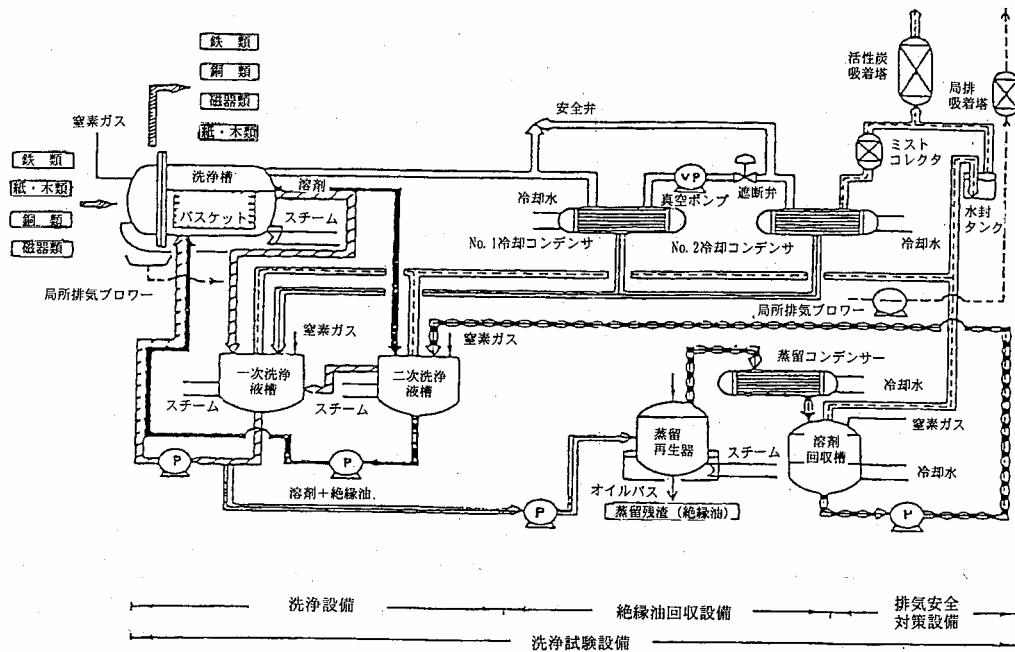 鉄 類
銅 類
磁器類
紙・木類
窒素ガス
鉄 類
紙・木類
銅 類
磁器類
洗浄槽
バスケット
溶剤
スチーム
局所排気ブロワー
安全弁
VP
真空ポンプ
遮断弁
冷却水
No.1冷却コンデンサ
No.2冷却コンデンサ
冷却水
活性炭
吸着塔
局排
吸着塔
ミスト
コレクタ
水封
タンク
局所排気ブロワー
窒素ガス
一次洗浄
液槽
スチーム
窒素ガス
二次洗浄
液槽
スチーム
P
P
溶剤+絶縁油
P
蒸留コンデンサー
冷却水
蒸留
再生器
スチーム
オイルバス
蒸留残渣(絶縁油)
窒素ガス
溶剤
回収槽
冷却水
P
洗浄設備
絶縁油回収設備
排気安全
対策設備
洗浄試験設備